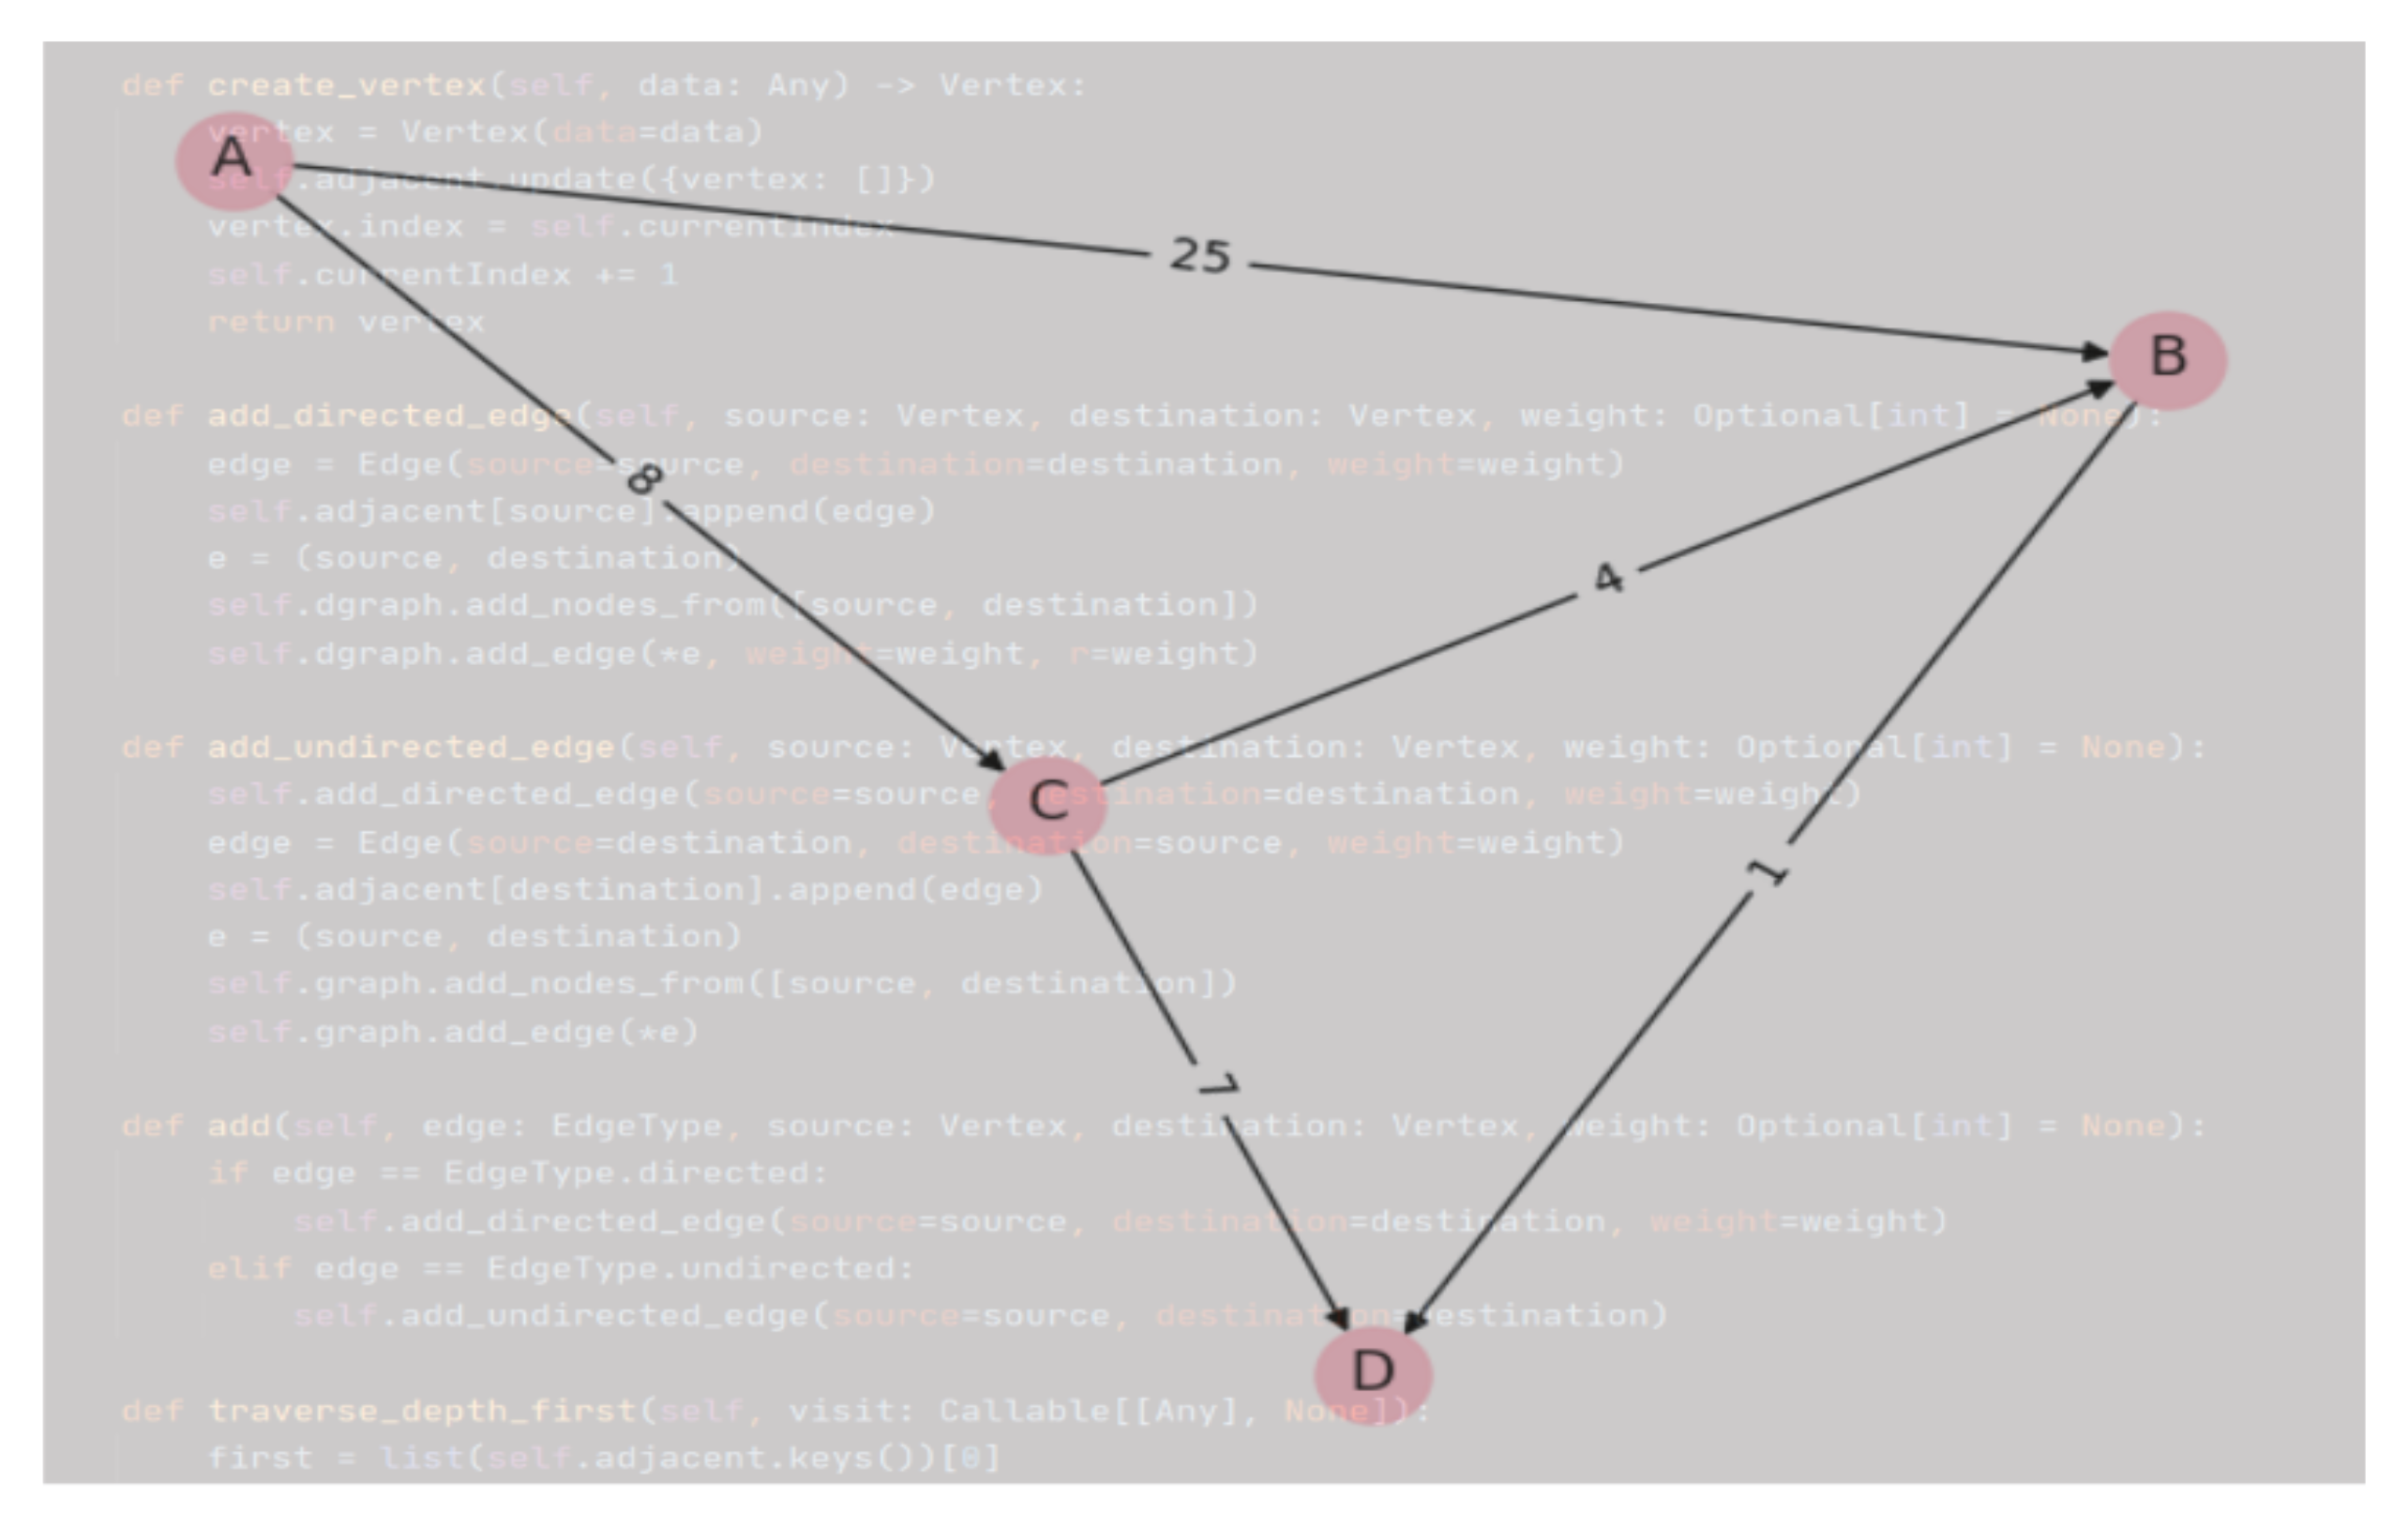 def create_vertex(self, data: Any) -> Vertex:
vertex = Vertex(data=data)
A
self.adjacent.update({vertex: []})
vertex.index = self.currentIndex
25
self.currentIndex += 1
return vertex
B
def add_directed_edge(self, source: Vertex, destination: Vertex, weight: Optional[int] = None):
edge = Edge(source=source, destination=destination, weight=weight)
8
self.adjacent[source].append(edge)
e = (source, destination)
4
self.dgraph.add_nodes_from([source, destination])
self.dgraph.add_edge(*e, weight=weight, r=weight)
def add_undirected_edge(self, source: Vertex, destination: Vertex, weight: Optional[int] = None):
self.add_directed_edge(source=source, destination=destination, weight=weight)
C
edge = Edge(source=destination, destination=source, weight=weight)
1
self.adjacent[destination].append(edge)
e = (source, destination)
self.graph.add_nodes_from([source, destination])
self.graph.add_edge(*e)
7
def add(self, edge: EdgeType, source: Vertex, destination: Vertex, weight: Optional[int] = None):
if edge == EdgeType.directed:
self.add_directed_edge(source=source, destination=destination, weight=weight)
elif edge == EdgeType.undirected:
self.add_undirected_edge(source=source, destination=destination)
D
def traverse_depth_first(self, visit: Callable[[Any], None]):
first = list(self.adjacent.keys())[0]